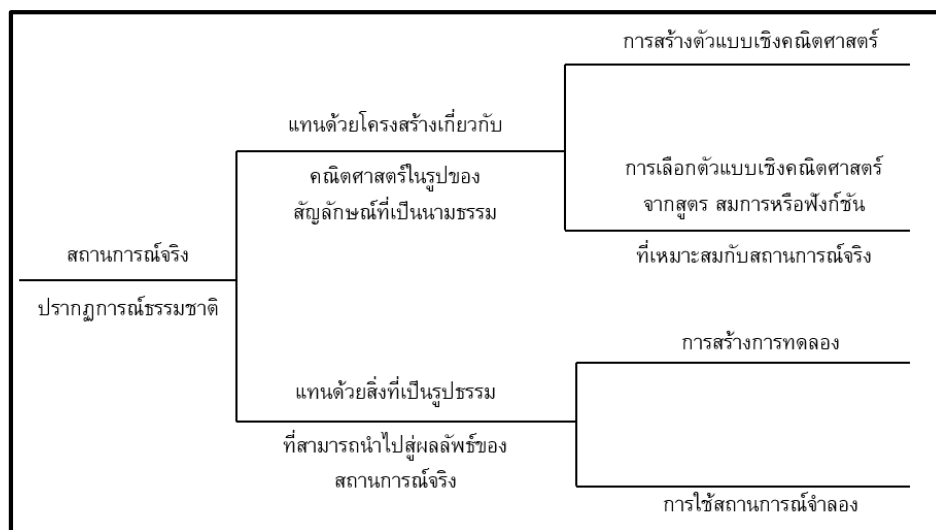 การสร้างตัวแบบเชิงคณิตศาสตร์
แทนด้วยโครงสร้างเกี่ยวกับ
คณิตศาสตร์ในรูปของ
สัญลักษณ์ที่เป็นนามธรรม
การเลือกตัวแบบเชิงคณิตศาสตร์
จากสูตร สมการหรือฟังก์ชัน
ที่เหมาะสมกับสถานการณ์จริง
สถานการณ์จริง
ปรากฏการณ์ธรรมชาติ
การสร้างการทดลอง
แทนด้วยสิ่งที่เป็นรูปธรรม
ที่สามารถนำไปสู่ผลลัพธ์ของ
สถานการณ์จริง
การใช้สถานการณ์จำลอง